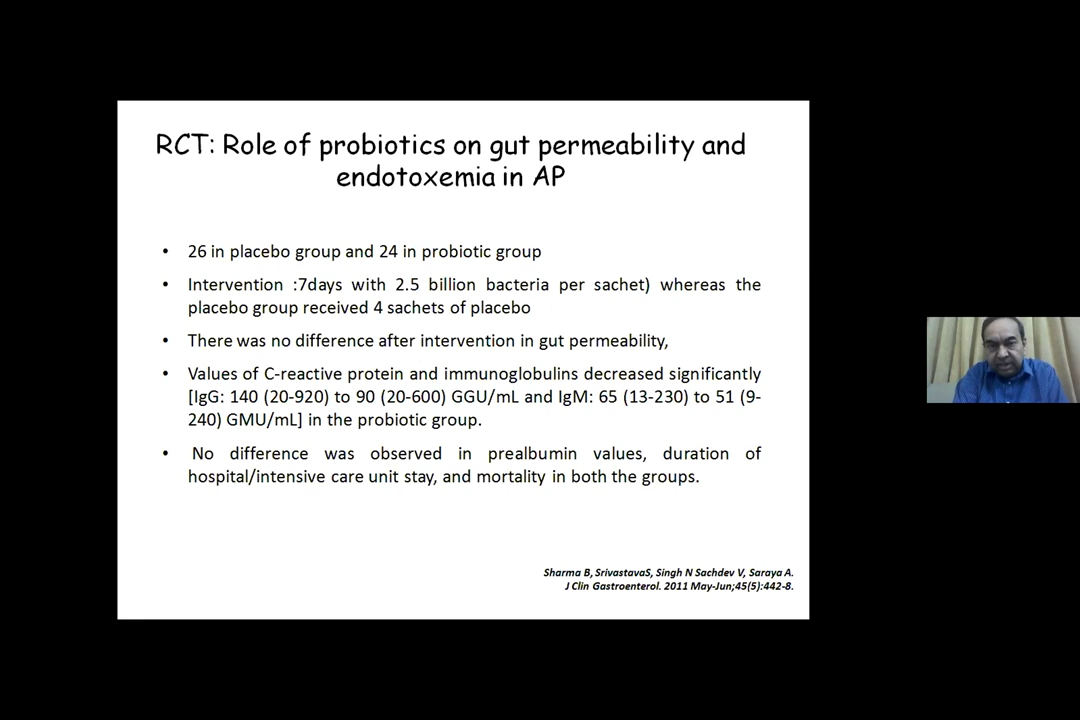 RCT: Role of probiotics on gut permeability and
endotoxemia in AP
• 26 in placebo group and 24 in probiotic group
• Intervention :7days with 2.5 billion bacteria per sachet) whereas the
placebo group received 4 sachets of placebo
• There was no difference after intervention in gut permeability,
• Values of C-reactive protein and immunoglobulins decreased significantly
[IgG: 140 (20-920) to 90 (20-600) GGU/mL and IgM: 65 (13-230) to 51 (9-
240) GMU/mL] in the probiotic group.
• No difference was observed in prealbumin values, duration of
hospital/intensive care unit stay, and mortality in both the groups.
Sharma B, SrivastavaS, Singh N Sachdev V, Saraya A.
J Clin Gastroenterol. 2011 May-Jun;45(5):442-8.